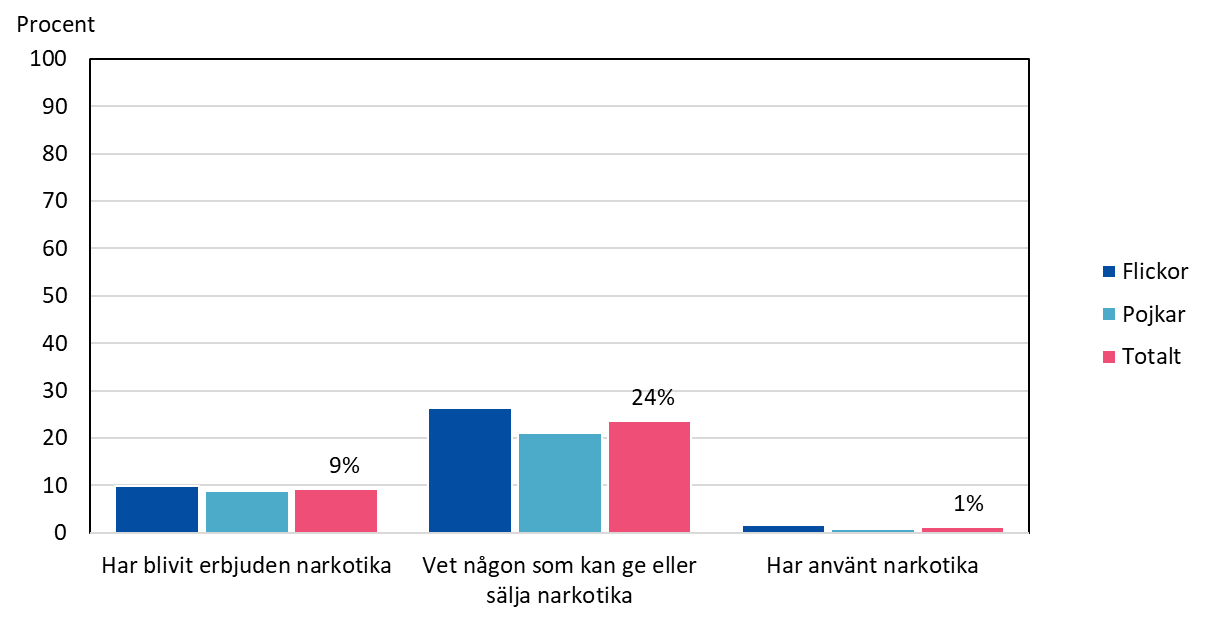 Procent
100
90
80
70
60
50
40
30
20
10
0
9%
24%
1%
Har blivit erbjuden narkotika
Vet någon som kan ge eller
sälja narkotika
Har använt narkotika
Flickor
Pojkar
Totalt